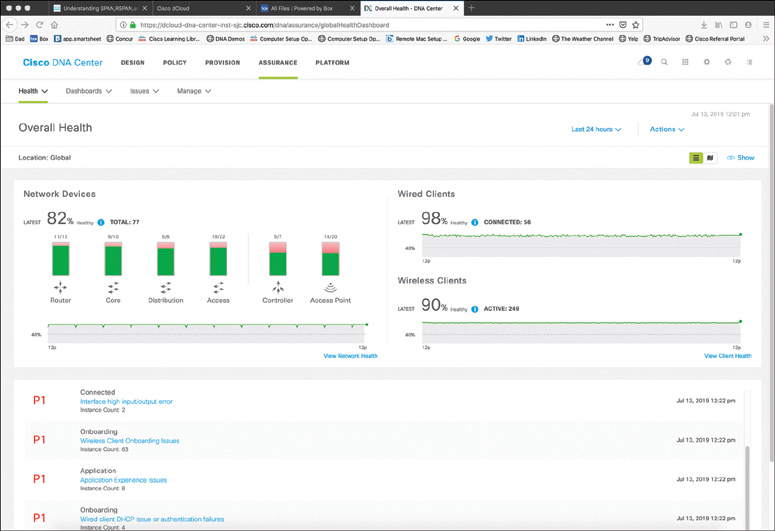 Understanding SPAN,RSPAN,a
Cisco dCloud
All Files | Powered by Box
Overall Health - DNA Center
https://dcloud-dna-center-inst-sjc.cisco.com/dna/assurance/globalHealthDashboard
Dad
Box
app.smartsheet
Concur
Cisco Learning Libr...
DNA Demos
Computer Setup Op...
Computer Setup Op...
Remote Mac Setup ...
Google
Twitter
LinkedIn
The Weather Channel
Yelp
TripAdvisor
Cisco Referral Portal
Cisco DNA Center
DESIGN
POLICY
PROVISION
ASSURANCE
PLATFORM
9
Health
Dashboards
Issues
Manage
Jul 13, 2019 12:01 pm
Overall Health
Last 24 hours
Actions
Location: Global
Show
Network Devices
LATEST 82% Healthy TOTAL: 77
11/12
9/10
5/6
19/22
5/7
14/20
Router
Core
Distribution
Access
Controller
Access Point
40%
12p
12p
View Network Health
Wired Clients
LATEST 98% Healthy CONNECTED: 56
40%
12p
12p
Wireless Clients
LATEST 90% Healthy ACTIVE: 249
40%
12p
12p
View Client Health
P1
Connected
Interface high input/output error
Instance Count: 2
Jul 13, 2019 12:22 pm
P1
Onboarding
Wireless Client Onboarding Issues
Instance Count: 63
Jul 13, 2019 12:22 pm
P1
Application
Application Experience Issues
Instance Count: 8
Jul 13, 2019 12:22 pm
P1
Onboarding
Wired client DHCP issue or authentication failures
Instance Count: 4
Jul 13, 2019 12:22 pm